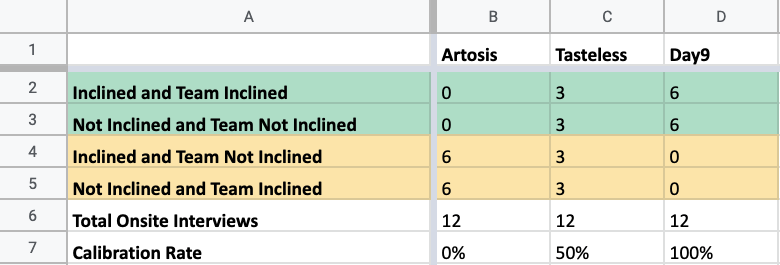 A B C D
1 Artosis Tasteless Day9
2 Inclined and Team Inclined 0 3 6
3 Not Inclined and Team Not Inclined 0 3 6
4 Inclined and Team Not Inclined 6 3 0
5 Not Inclined and Team Inclined 6 3 0
6 Total Onsite Interviews 12 12 12
7 Calibration Rate 0% 50% 100%